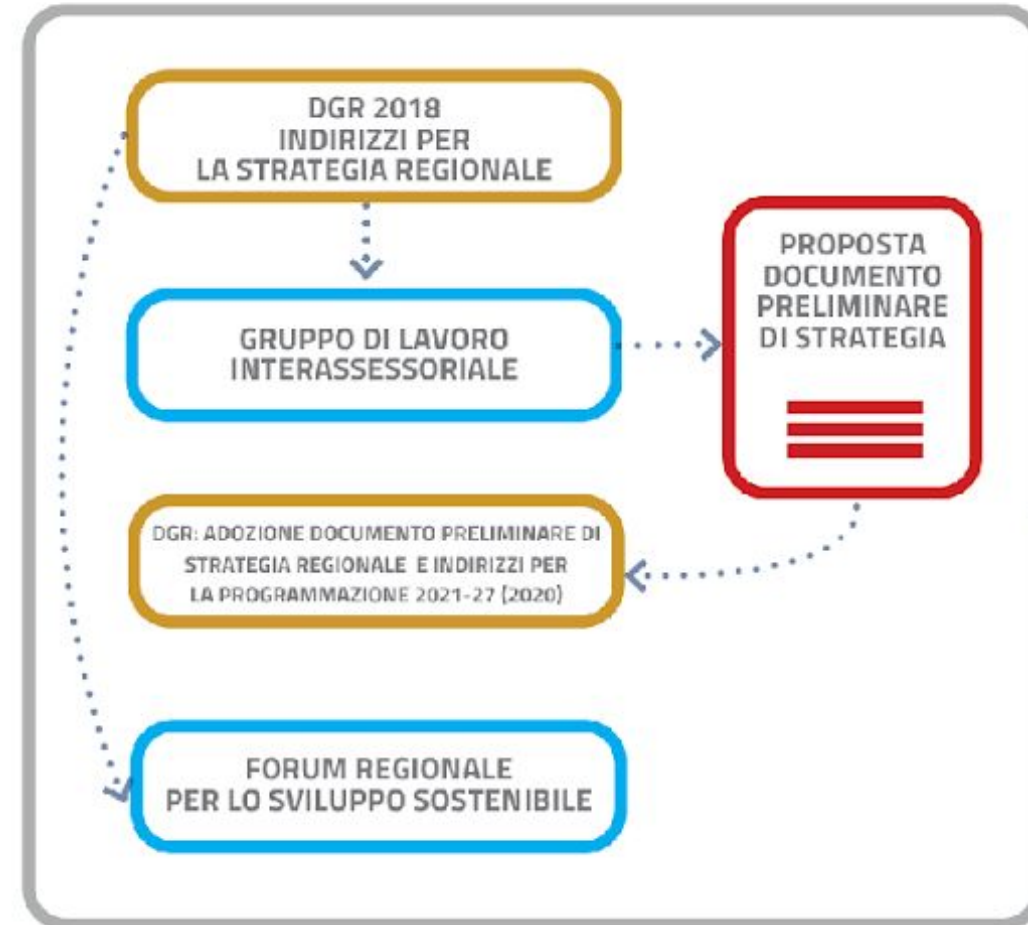 DGR 2018
INDIRIZZI PER
LA STRATEGIA REGIONALE
GRUPPO DI LAVORO
INTERASSESSORIALE
PROPOSTA
DOCUMENTO
PRELIMINARE
DI STRATEGIA
DGR: ADOZIONE DOCUMENTO PRELIMINARE DI
STRATEGIA REGIONALE E INDIRIZZI PER
LA PROGRAMMAZIONE 2021-27 (2020)
FORUM REGIONALE
PER LO SVILUPPO SOSTENIBILE